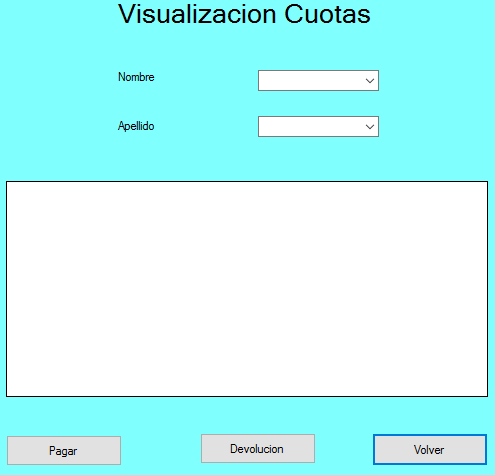 Visualizacion Cuotas
Nombre
Apellido
Pagar
Devolucion
Volver